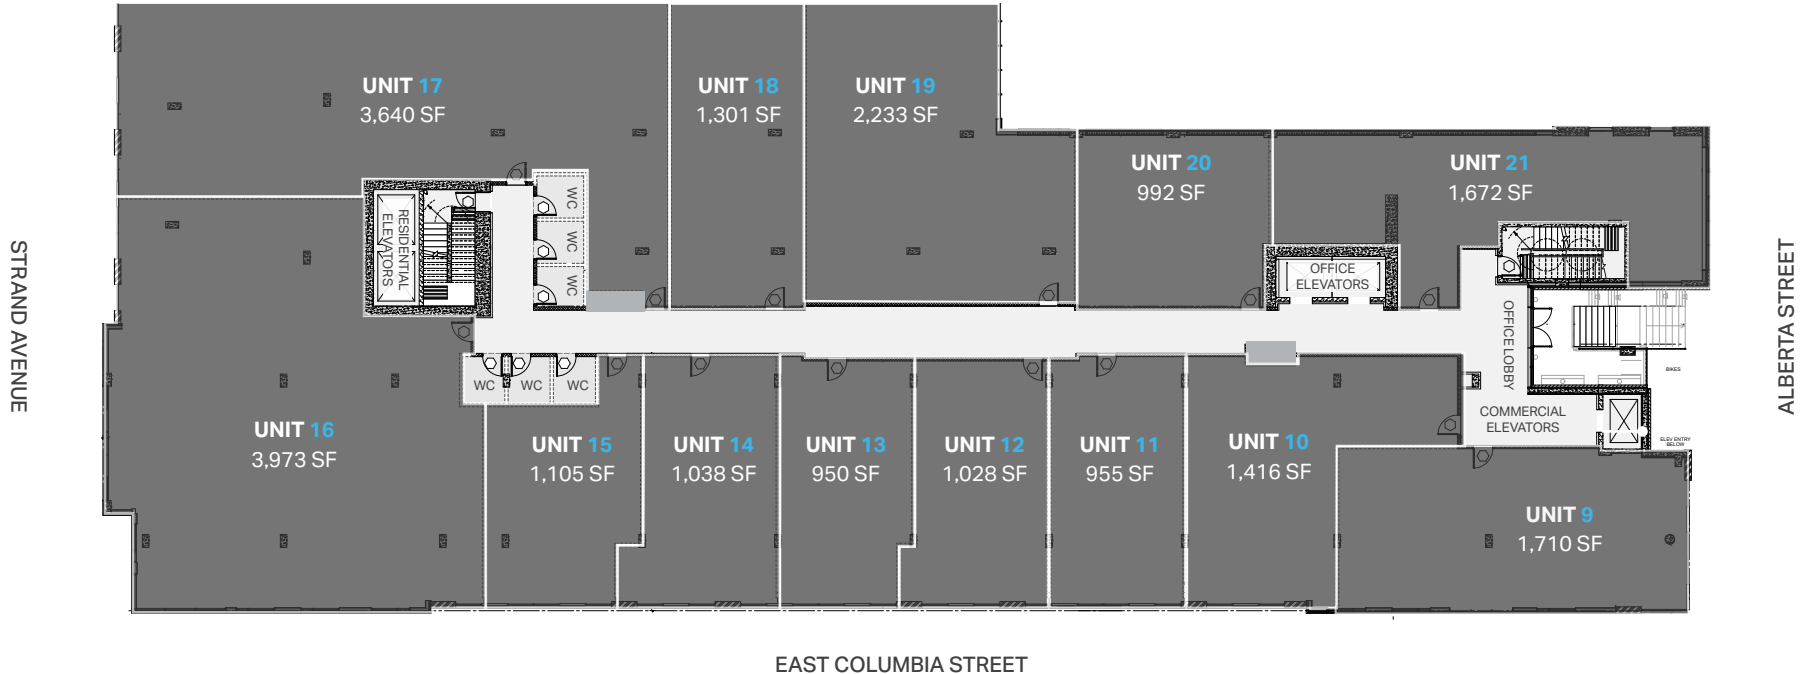 UNIT 17
3,640 SF
UNIT 18
1,301 SF
UNIT 19
2,233 SF
UNIT 20
992 SF
UNIT 21
1,672 SF
WC
WC
WC
RESIDENTIAL
ELEVATORS
OFFICE
ELEVATORS
OFFICE LOBBY
STRAND AVENUE
ALBERTA STREET
BIKES
WC
WC
WC
COMMERCIAL
ELEVATORS
ELEV ENTRY
BELOW
UNIT 16
3,973 SF
UNIT 15
1,105 SF
UNIT 14
1,038 SF
UNIT 13
950 SF
UNIT 12
1,028 SF
UNIT 11
955 SF
UNIT 10
1,416 SF
UNIT 9
1,710 SF
EAST COLUMBIA STREET